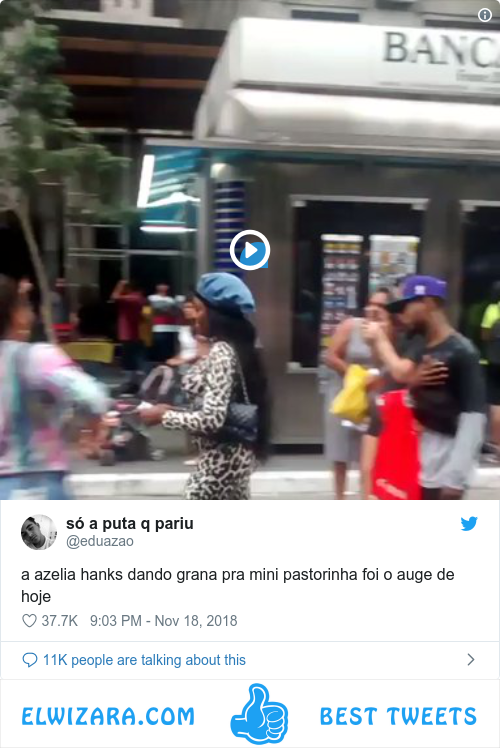 BANCA
só a puta q pariu
@eduazao
a azelia hanks dando grana pra mini pastorinha foi o auge de
hoje
37.7K 9:03 PM - Nov 18, 2018
11K people are talking about this
ELWIZARA.COM BEST TWEETS